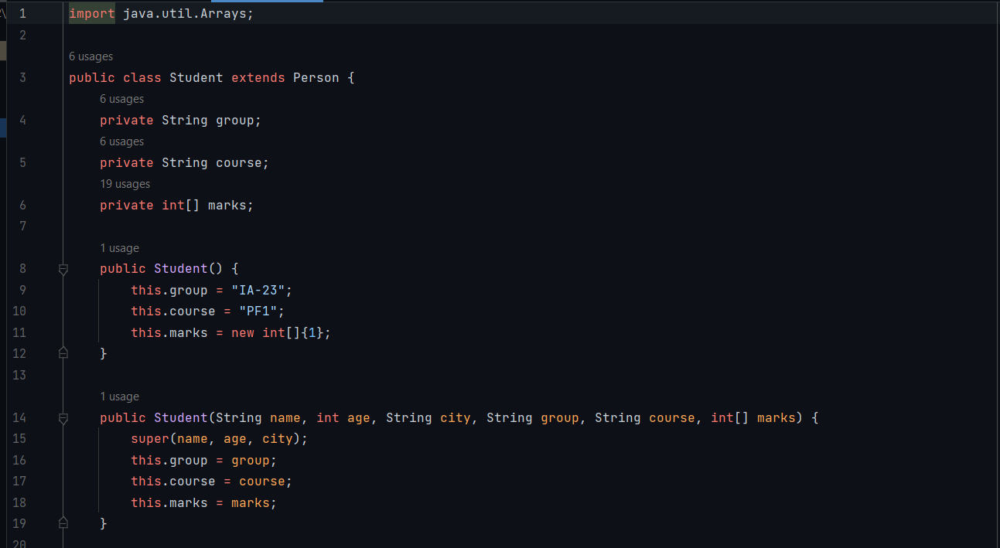 1 import java.util.Arrays;
2
6 usages
3 public class Student extends Person {
6 usages
4 private String group;
6 usages
5 private String course;
19 usages
6 private int[] marks;
7
1 usage
8 public Student() {
9 this.group = "IA-23";
10 this.course = "PF1";
11 this.marks = new int[]{1};
12 }
13
1 usage
14 public Student(String name, int age, String city, String group, String course, int[] marks) {
15 super(name, age, city);
16 this.group = group;
17 this.course = course;
18 this.marks = marks;
19 }
20